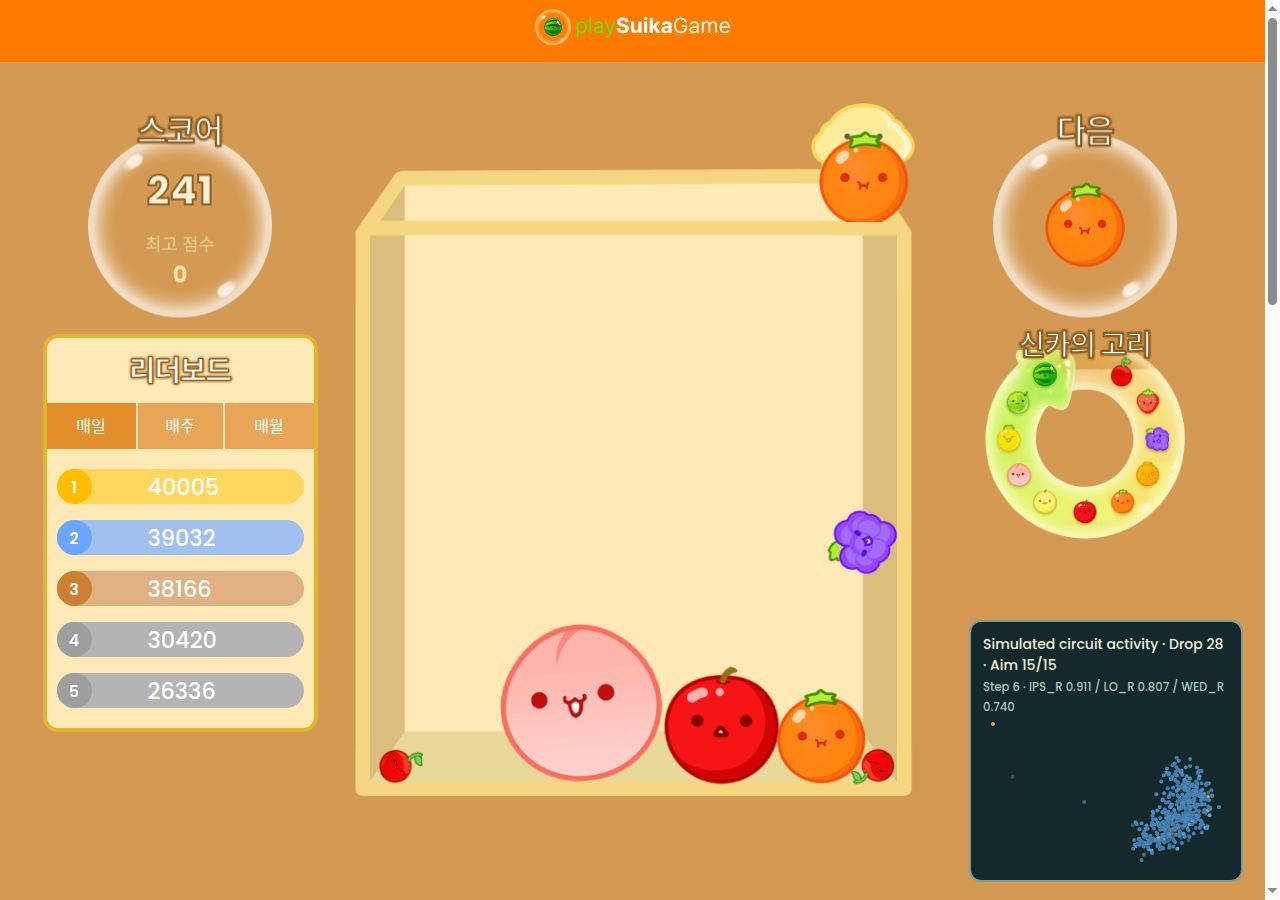 playSuikaGame
스코어
241
최고 점수
0
리더보드
매일
매주
매월
1 40005
2 39032
3 38166
4 30420
5 26336
다음
신카의 고리
Simulated circuit activity · Drop 28
· Aim 15/15
Step 6 · IPS_R 0.911 / LO_R 0.807 / WED_R
0.740